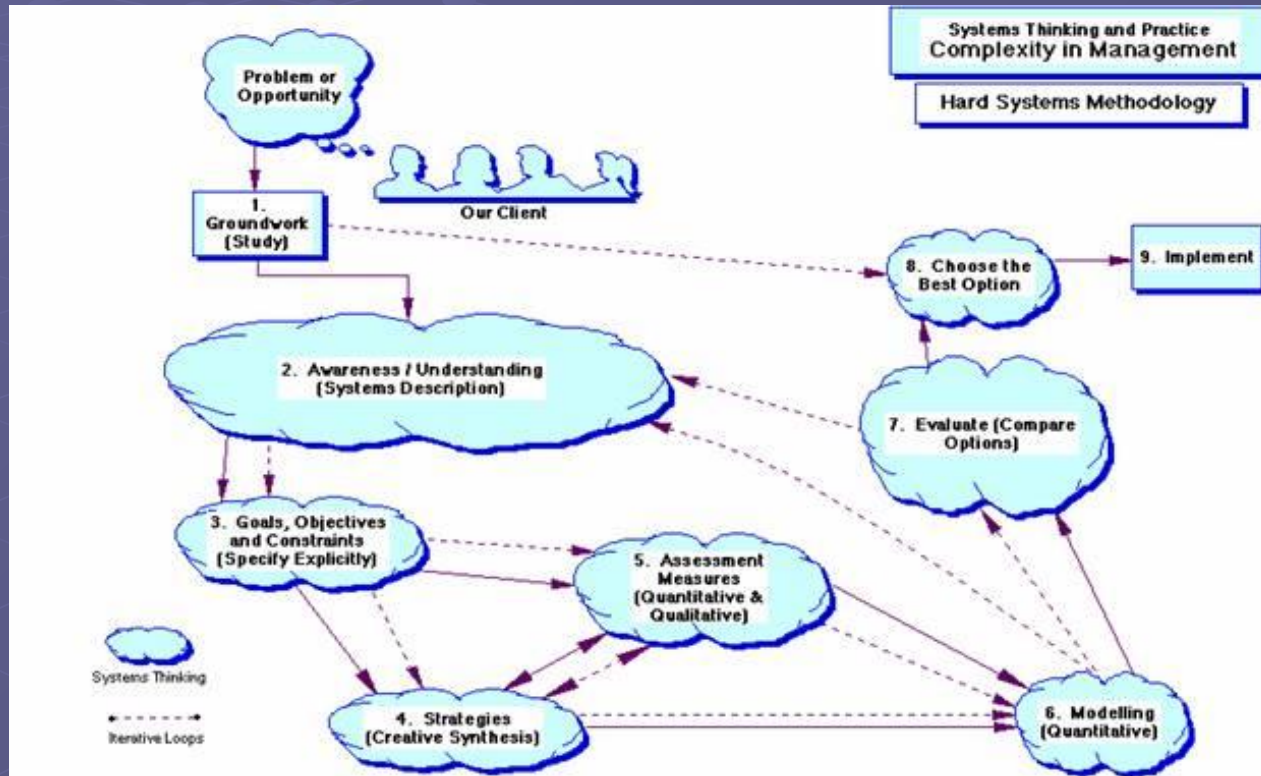 Systems Thinking and Practice
Complexity in Management
Hard Systems Methodology
Problem or
Opportunity
Our Client
1.
Groundwork
(Study)
8. Choose the
Best Option
9. Implement
2. Awareness / Understanding
(Systems Description)
7. Evaluate (Compare
Options)
3. Goals, Objectives
and Constraints
(Specify Explicitly)
5. Assessment
Measures
(Quantitative &
Qualitative)
Systems Thinking
Iterative Loops
4. Strategies
(Creative Synthesis)
6. Modelling
(Quantitative)